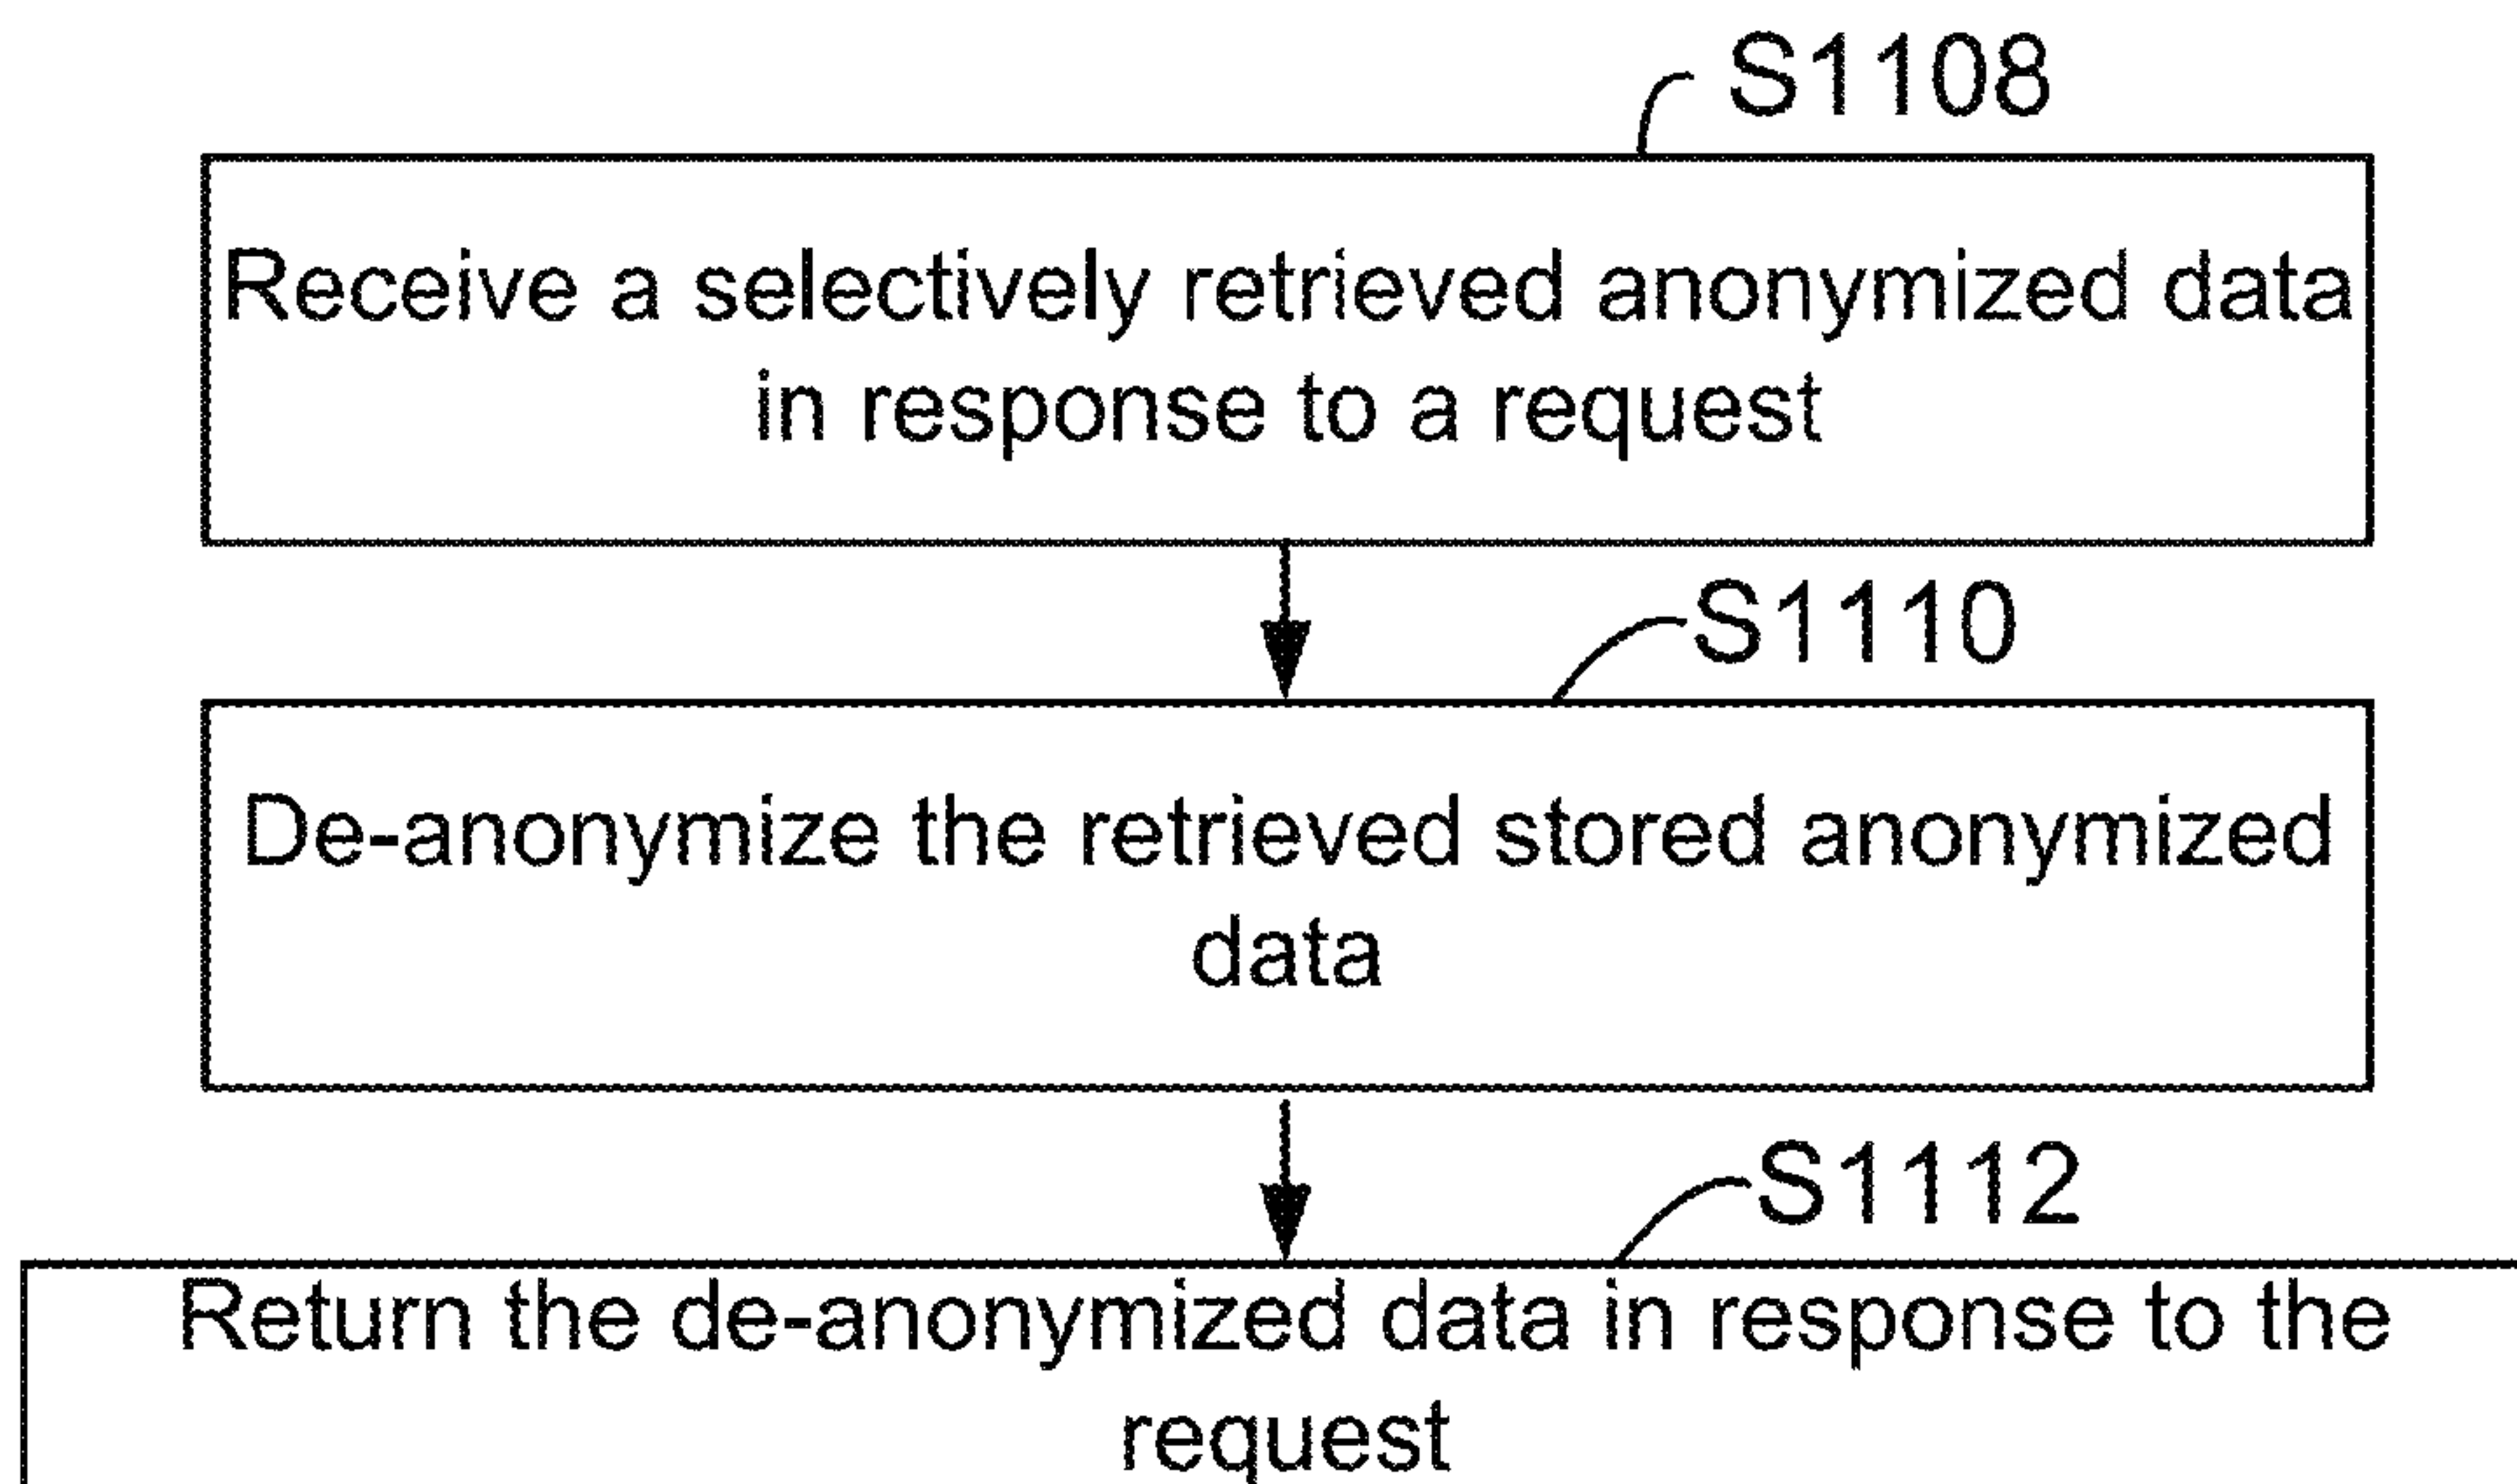 S1108
Receive a selectively retrieved anonymized data
in response to a request
S1110
De-anonymize the retrieved stored anonymized
data
S1112
Return the de-anonymized data in response to the
request